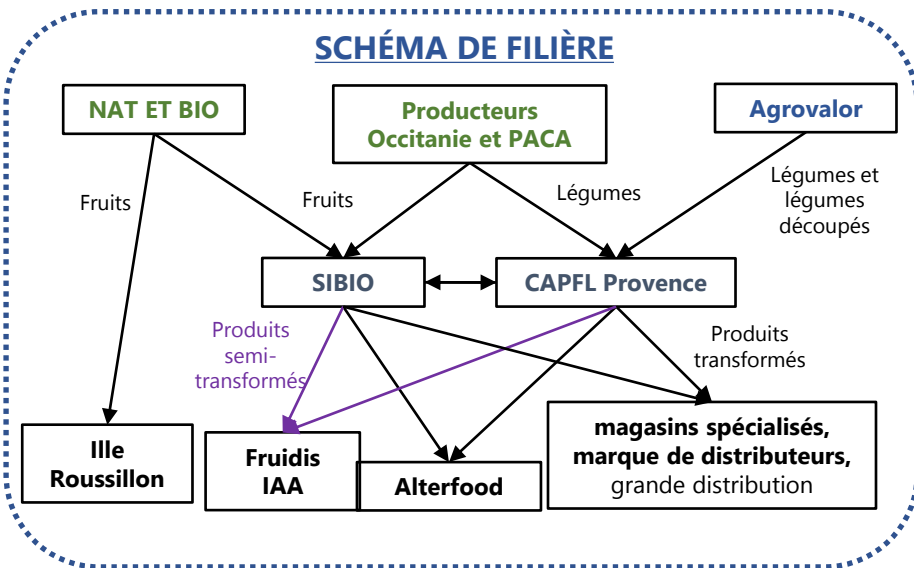 SCHÉMA DE FILIÈRE
NAT ET BIO
Producteurs
Occitanie et PACA
Agrovalor
Fruits
Fruits
Légumes
Légumes et
légumes
découpés
SIBIO
CAPFL Provence
Produits
semi-
transformés
Produits
transformés
Ille
Roussillon
Fruidis
IAA
Alterfood
magasins spécialisés,
marque de distributeurs,
grande distribution